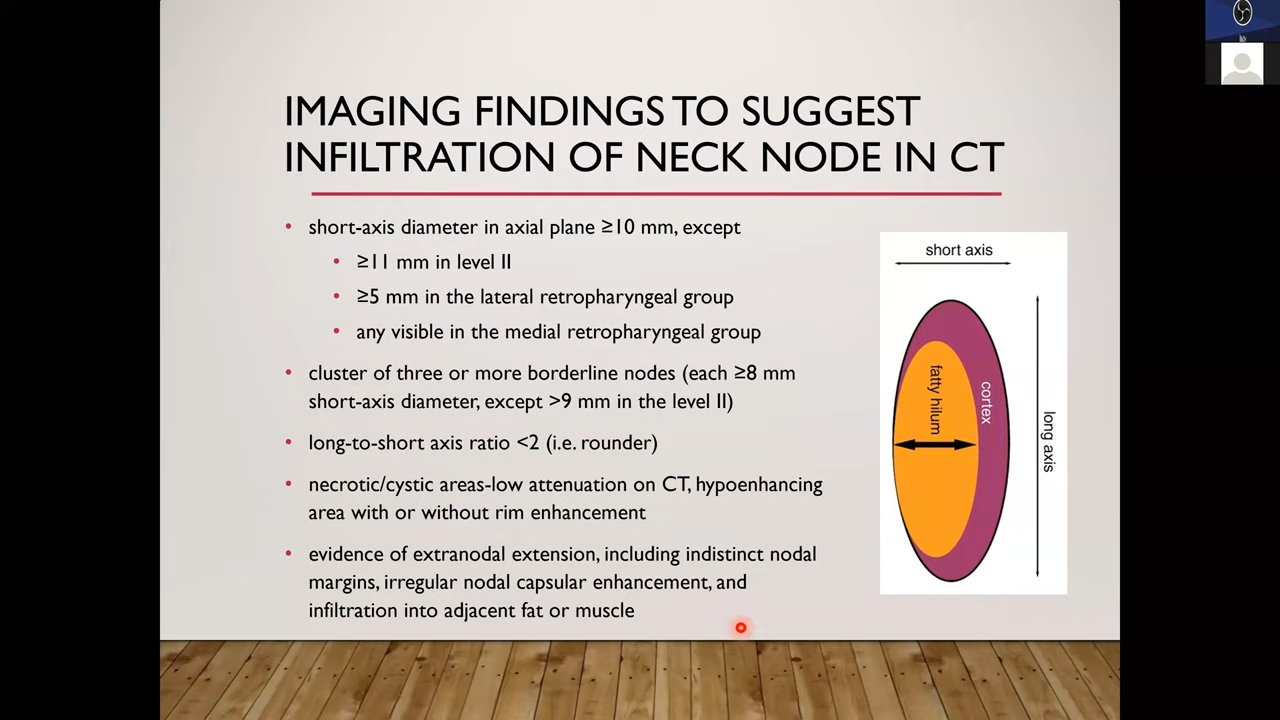 IMAGING FINDINGS TO SUGGEST
INFILTRATION OF NECK NODE IN CT
• short-axis diameter in axial plane ≥10 mm, except
• ≥11 mm in level II
• ≥5 mm in the lateral retropharyngeal group
• any visible in the medial retropharyngeal group
• cluster of three or more borderline nodes (each ≥8 mm
short-axis diameter, except >9 mm in the level II)
• long-to-short axis ratio <2 (i.e. rounder)
• necrotic/cystic areas-low attenuation on CT, hypoenhancing
area with or without rim enhancement
• evidence of extranodal extension, including indistinct nodal
margins, irregular nodal capsular enhancement, and
infiltration into adjacent fat or muscle
short axis
fatty hilum
cortex
long axis